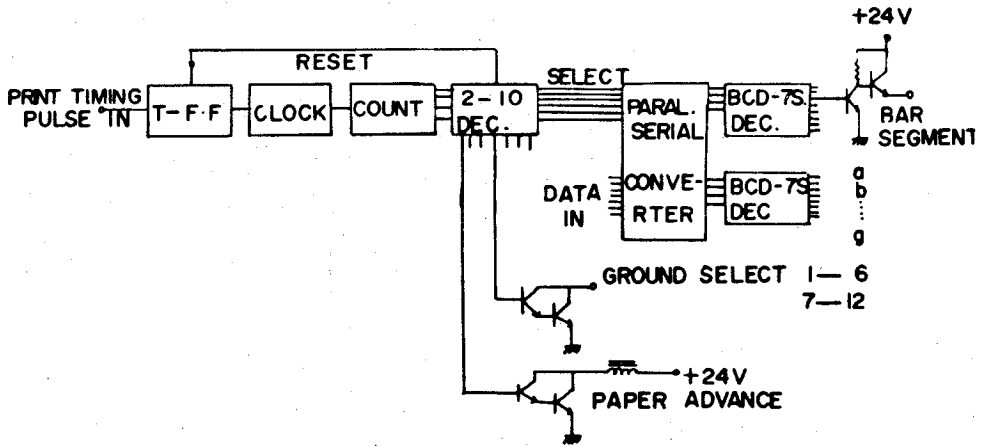 +24V
RESET
SELECT
PRINT TIMING
PULSE IN
T-F·F
CLOCK
COUNT
2-10
DEC.
PARAL.
SERIAL
CONVE-
RTER
BCD-7S.
DEC.
BAR
SEGMENT
DATA
IN
BCD-7S
DEC
a
b
g
GROUND SELECT 1— 6
7—12
+24V
PAPER ADVANCE